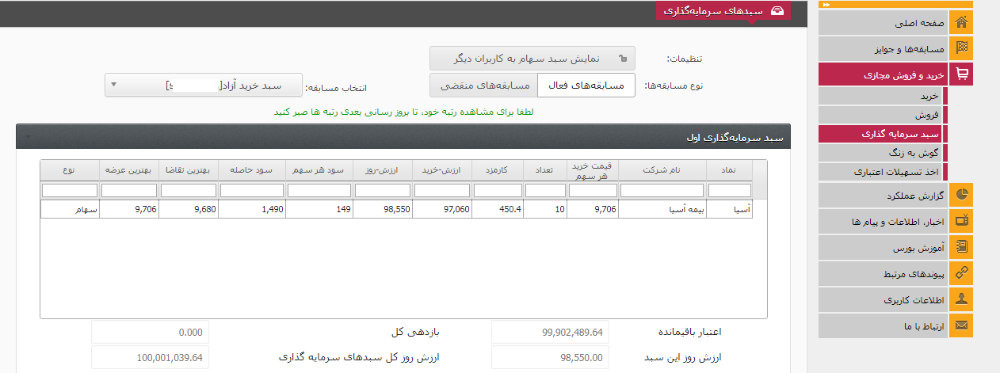 سبدهای سرمایه‌گذاری
صفحه اصلی
مسابقه‌ها و جوایز
خرید و فروش مجازی
خرید
فروش
سبد سرمایه گذاری
گوش به زنگ
اخذ تسهیلات اعتباری
گزارش عملکرد
اخبار، اطلاعات و پیام ها
آموزش بورس
پیوندهای مرتبط
اطلاعات کاربری
ارتباط با ما
تنظیمات: نمایش سبد سهام به کاربران دیگر
نوع مسابقه‌ها: مسابقه‌های فعال مسابقه‌های منقضی انتخاب مسابقه: سبد خرید آزاد[
لطفا برای مشاهده رتبه خود، تا بروز رسانی بعدی رتبه ها صبر کنید
سبد سرمایه‌گذاری اول
نماد نام شرکت قیمت خرید هر سهم تعداد کارمزد ارزش-خرید ارزش-روز سود هر سهم سود حاصله بهترین تقاضا بهترین عرضه نوع
آسیا بیمه آسیا 9,706 10 450.4 97,060 98,550 149 1,490 9,680 9,706 سهام
اعتبار باقیمانده 99,902,489.64 بازدهی کل 0.000
ارزش روز این سبد 98,550.00 ارزش روز کل سبدهای سرمایه گذاری 100,001,039.64